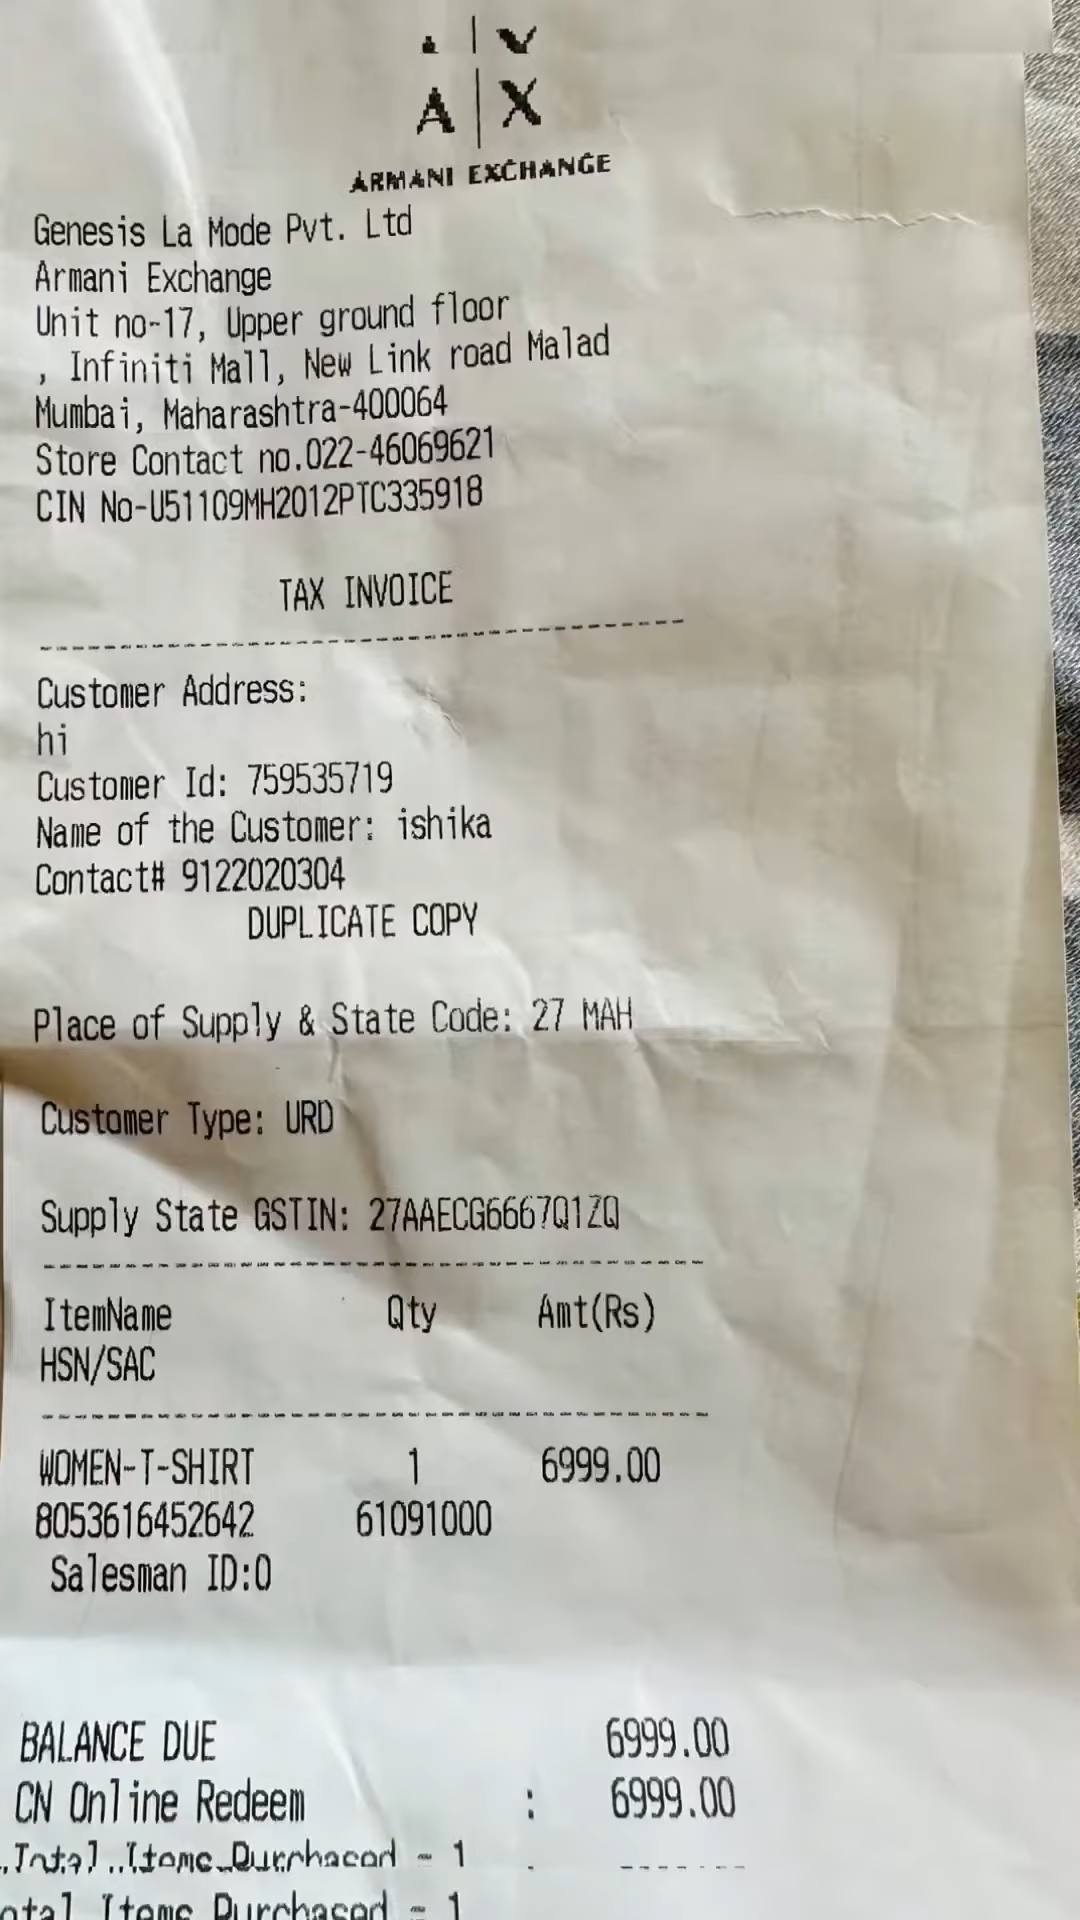 A|X
ARMANI EXCHANGE
Genesis La Mode Pvt. Ltd
Armani Exchange
Unit no-17, Upper ground floor
, Infiniti Mall, New Link road Malad
Mumbai, Maharashtra-400064
Store Contact no.022-46069621
CIN No-U51109MH2012PTC335918
TAX INVOICE
Customer Address:
hi
Customer Id: 759535719
Name of the Customer: ishika
Contact# 9122020304
DUPLICATE COPY
Place of Supply & State Code: 27 MAH
Customer Type: URD
Supply State GSTIN: 27AAECG6667Q1ZQ
ItemName Qty Amt(Rs)
HSN/SAC
WOMEN-T-SHIRT 1 6999.00
8053616452642 61091000
Salesman ID:0
BALANCE DUE 6999.00
CN Online Redeem : 6999.00
Total Items Purchased - 1
otal Items Purchased = 1